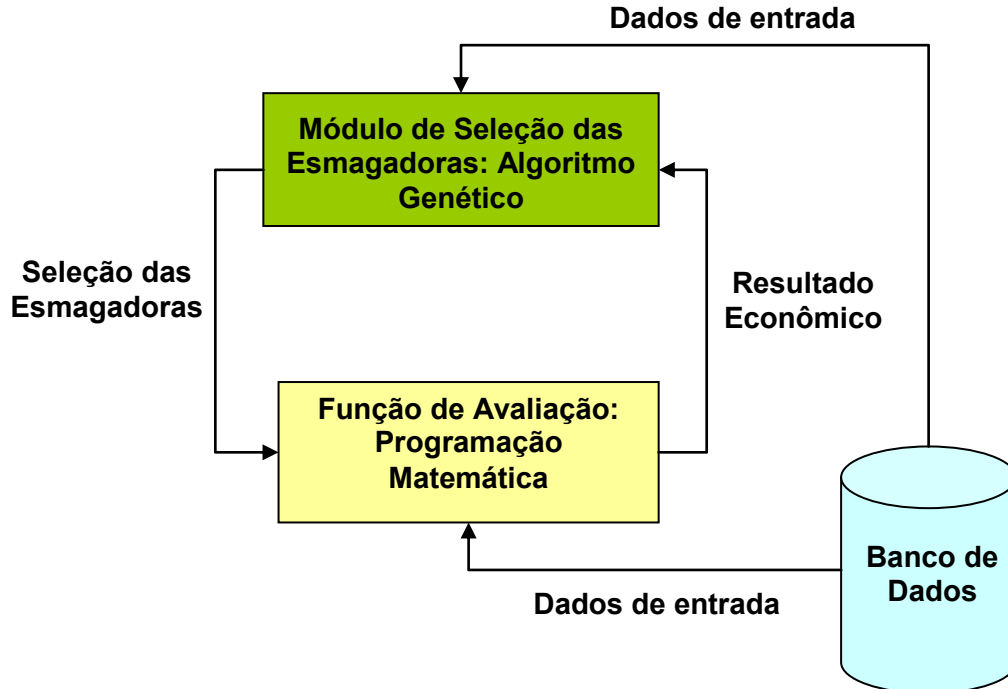 Dados de entrada
Módulo de Seleção das
Esmagadoras: Algoritmo
Genético
Seleção das
Esmagadoras
Resultado
Econômico
Função de Avaliação:
Programação
Matemática
Banco de
Dados
Dados de entrada